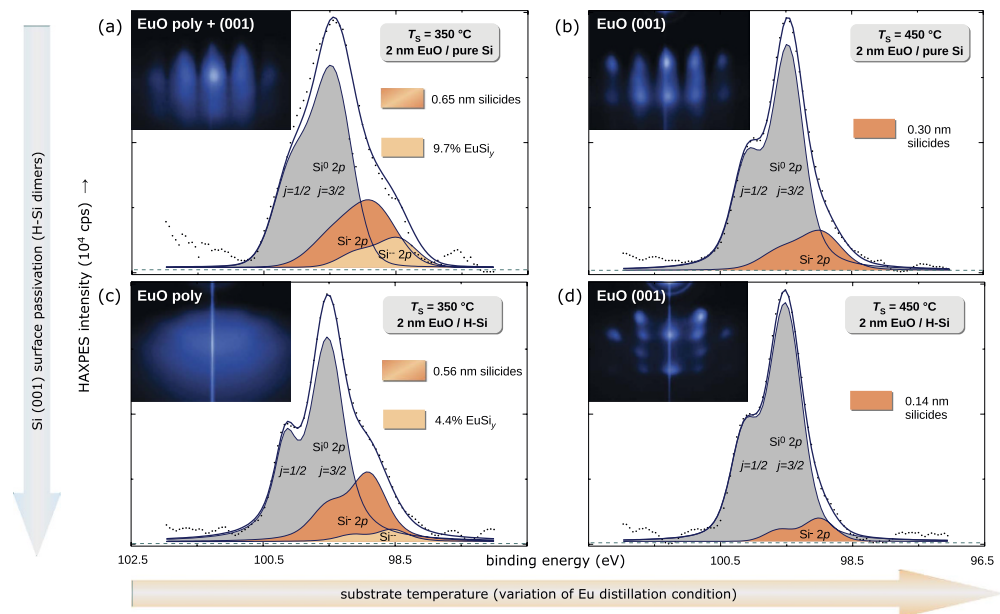 Si (001) surface passivation (H-Si dimers)
HAXPES intensity (10⁴ cps) →
(a)
EuO poly + (001)
T_S = 350 °C
2 nm EuO / pure Si
0.65 nm silicides
9.7% EuSi_y
Si⁰ 2p
j=1/2 j=3/2
Si⁻ 2p
Si⁻⁻ 2p
(b)
EuO (001)
T_S = 450 °C
2 nm EuO / pure Si
0.30 nm
silicides
Si⁰ 2p
j=1/2 j=3/2
Si⁻ 2p
(c)
EuO poly
T_S = 350 °C
2 nm EuO / H-Si
0.56 nm silicides
4.4% EuSi_y
Si⁰ 2p
j=1/2 j=3/2
Si⁻ 2p
Si⁻⁻
(d)
EuO (001)
T_S = 450 °C
2 nm EuO / H-Si
0.14 nm
silicides
Si⁰ 2p
j=1/2 j=3/2
Si⁻ 2p
102.5 100.5 98.5 binding energy (eV) 100.5 98.5 96.5
substrate temperature (variation of Eu distillation condition)